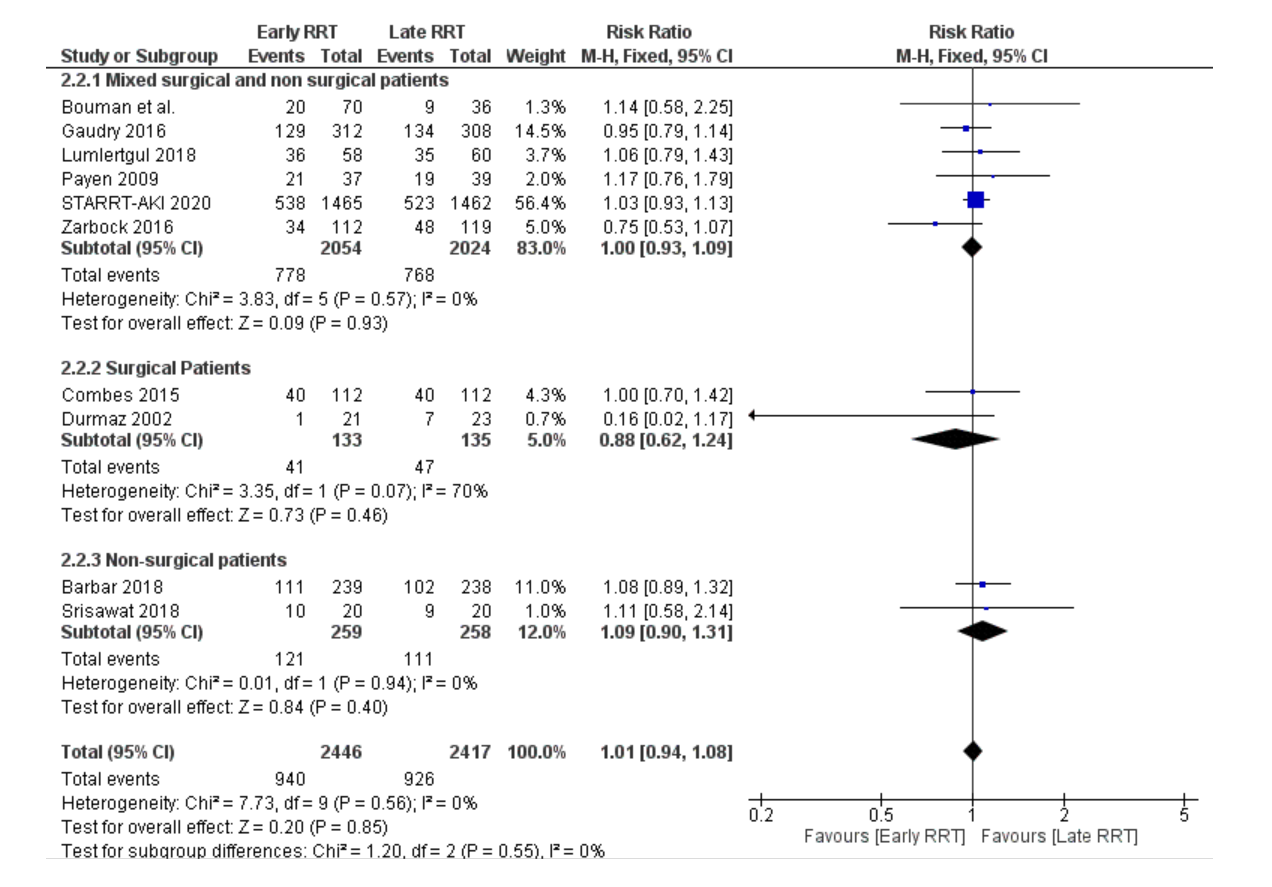 Early RRT Late RRT Risk Ratio Risk Ratio
Study or Subgroup Events Total Events Total Weight M-H, Fixed, 95% CI M-H, Fixed, 95% CI
2.2.1 Mixed surgical and non surgical patients
Bouman et al. 20 70 9 36 1.3% 1.14 [0.58, 2.25]
Gaudry 2016 129 312 134 308 14.5% 0.95 [0.79, 1.14]
Lumlertgul 2018 36 58 35 60 3.7% 1.06 [0.79, 1.43]
Payen 2009 21 37 19 39 2.0% 1.17 [0.76, 1.79]
STARRT-AKI 2020 538 1465 523 1462 56.4% 1.03 [0.93, 1.13]
Zarbock 2016 34 112 48 119 5.0% 0.75 [0.53, 1.07]
Subtotal (95% CI) 2054 2024 83.0% 1.00 [0.93, 1.09]
Total events 778 768
Heterogeneity: Chi² = 3.83, df = 5 (P = 0.57); I² = 0%
Test for overall effect: Z = 0.09 (P = 0.93)
2.2.2 Surgical Patients
Combes 2015 40 112 40 112 4.3% 1.00 [0.70, 1.42]
Durmaz 2002 1 21 7 23 0.7% 0.16 [0.02, 1.17]
Subtotal (95% CI) 133 135 5.0% 0.88 [0.62, 1.24]
Total events 41 47
Heterogeneity: Chi² = 3.35, df = 1 (P = 0.07); I² = 70%
Test for overall effect: Z = 0.73 (P = 0.46)
2.2.3 Non-surgical patients
Barbar 2018 111 239 102 238 11.0% 1.08 [0.89, 1.32]
Srisawat 2018 10 20 9 20 1.0% 1.11 [0.58, 2.14]
Subtotal (95% CI) 259 258 12.0% 1.09 [0.90, 1.31]
Total events 121 111
Heterogeneity: Chi² = 0.01, df = 1 (P = 0.94); I² = 0%
Test for overall effect: Z = 0.84 (P = 0.40)
Total (95% CI) 2446 2417 100.0% 1.01 [0.94, 1.08]
Total events 940 926
Heterogeneity: Chi² = 7.73, df = 9 (P = 0.56); I² = 0%
Test for overall effect: Z = 0.20 (P = 0.85)
Test for subgroup differences: Chi² = 1.20, df = 2 (P = 0.55), I² = 0%
0.2 0.5 1 2 5
Favours [Early RRT] Favours [Late RRT]